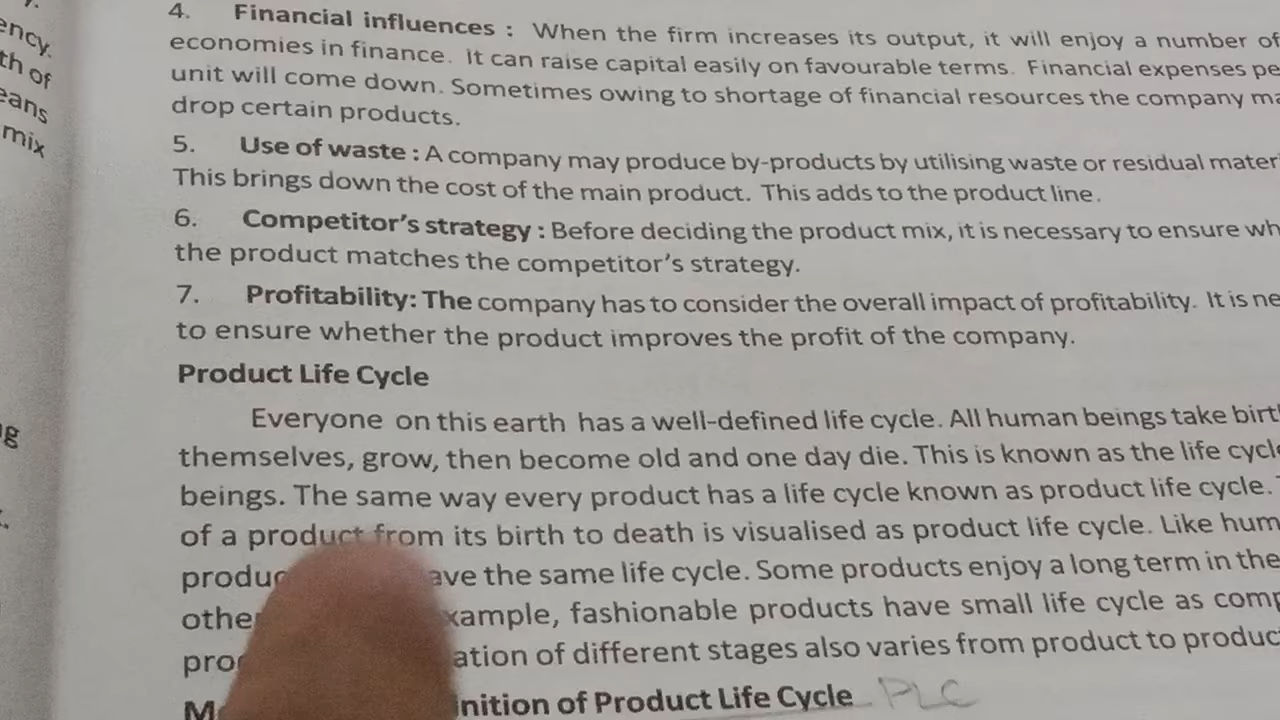 ency.
th of
eans
mix
4. Financial influences : When the firm increases its output, it will enjoy a number of
economies in finance. It can raise capital easily on favourable terms. Financial expenses pe
unit will come down. Sometimes owing to shortage of financial resources the company ma
drop certain products.
5. Use of waste : A company may produce by-products by utilising waste or residual mater
This brings down the cost of the main product. This adds to the product line.
6. Competitor's strategy : Before deciding the product mix, it is necessary to ensure wh
the product matches the competitor's strategy.
7. Profitability: The company has to consider the overall impact of profitability. It is ne
to ensure whether the product improves the profit of the company.
Product Life Cycle
Everyone on this earth has a well-defined life cycle. All human beings take birt
themselves, grow, then become old and one day die. This is known as the life cycle
beings. The same way every product has a life cycle known as product life cycle.
of a product from its birth to death is visualised as product life cycle. Like hum
produ ave the same life cycle. Some products enjoy a long term in the
othe xample, fashionable products have small life cycle as comp
pro ation of different stages also varies from product to produc
M nition of Product Life Cycle PLC